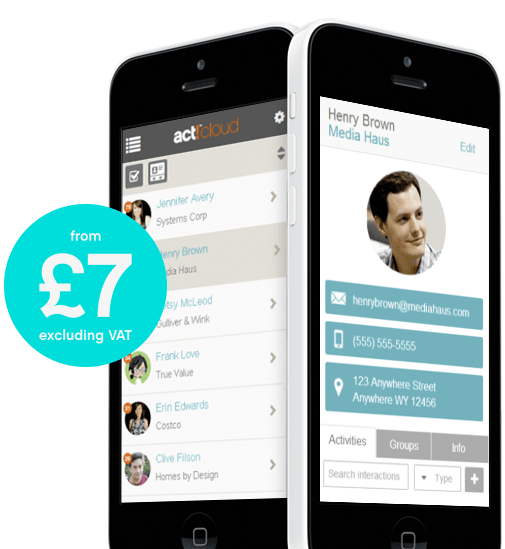 act! cloud
Jennifer Avery
Systems Corp
Henry Brown
Media Haus
Betsy McLeod
Gulliver & Wink
Frank Love
True Value
Erin Edwards
Costco
Clive Filson
Homes by Design
from
£7
excluding VAT
Henry Brown
Media Haus
Edit
henrybrown@mediahaus.com
(555) 555-5555
123 Anywhere Street
Anywhere WY 12456
Activities
Groups
Info
Search interactions
Type